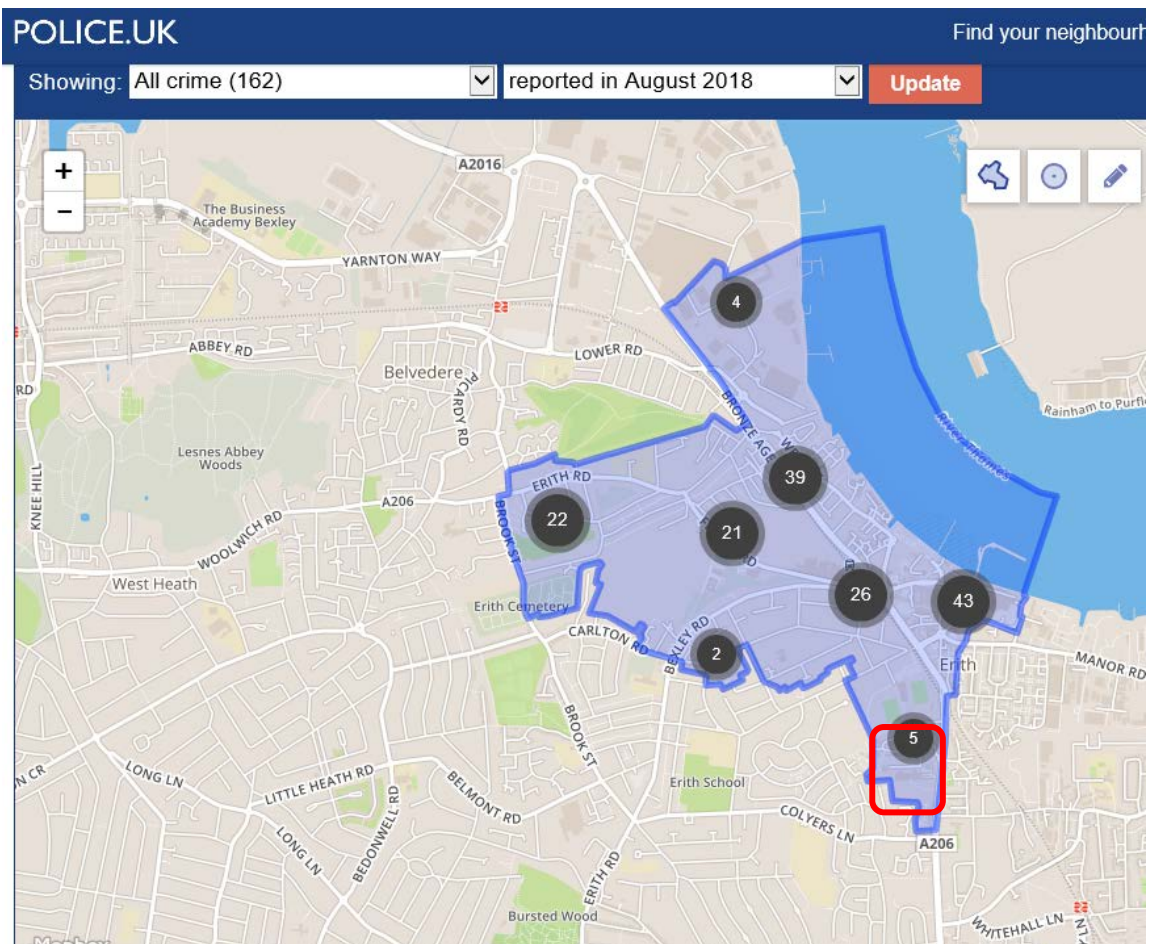 POLICE.UK
Find your neighbourh
Showing:
All crime (162)
reported in August 2018
Update
+
−
A2016
The Business
Academy Bexley
YARNTON WAY
4
ABBEY RD
LOWER RD
Belvedere
PICARDY RD
RD
BRONZE AGE
Rainham to Purfle
River Thames
Lesnes Abbey
Woods
KNEE HILL
ERITH RD
39
A206
22
BROOK ST
21
RD
WOOLWICH RD
West Heath
26
43
Erith Cemetery
CARLTON RD
BEXLEY RD
2
Erith
MANOR RD
BROOK ST
5
N CR
LONG LN
LITTLE HEATH RD
BELMONT RD
Erith School
COLYERS LN
A206
BEDONWELL RD
LONG LN
ERITH RD
Bursted Wood
WHITEHALL LN